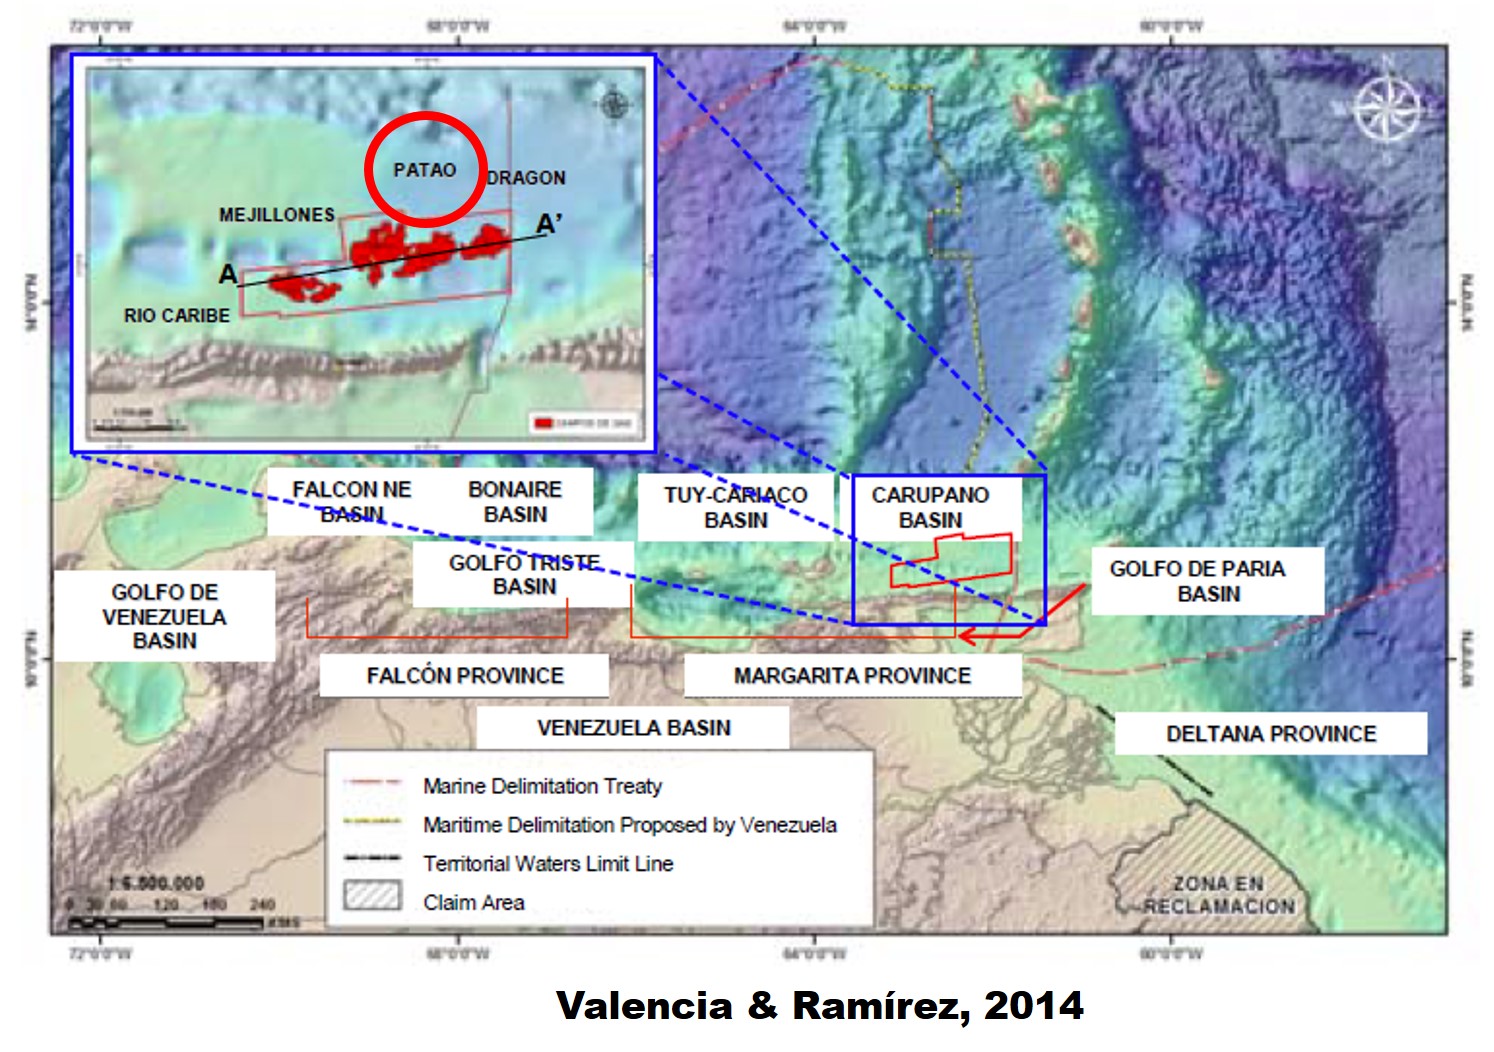 72°0'0"W 68°0'0"W 64°0'0"W 60°0'0"W
N
PATAO
DRAGON
MEJILLONES
A'
A
RIO CARIBE
CAMPOS DE GAS
14°0'0"N
14°0'0"N
FALCON NE
BASIN
BONAIRE
BASIN
TUY-CARIACO
BASIN
CARUPANO
BASIN
GOLFO TRISTE
BASIN
GOLFO DE PARIA
BASIN
GOLFO DE
VENEZUELA
BASIN
10°0'0"N
10°0'0"N
FALCÓN PROVINCE
MARGARITA PROVINCE
VENEZUELA BASIN
DELTANA PROVINCE
Marine Delimitation Treaty
Maritime Delimitation Proposed by Venezuela
Territorial Waters Limit Line
Claim Area
1:6.500.000
0 30 60 120 180 240
KMS
ZONA EN
RECLAMACION
72°0'0"W 68°0'0"W 64°0'0"W 60°0'0"W
Valencia & Ramírez, 2014